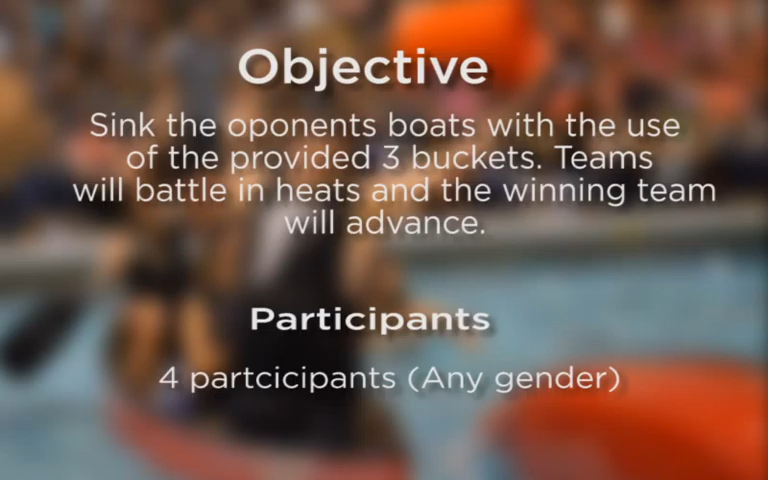 Objective
Sink the oponents boats with the use
of the provided 3 buckets. Teams
will battle in heats and the winning team
will advance.
Participants
4 partcicipants (Any gender)